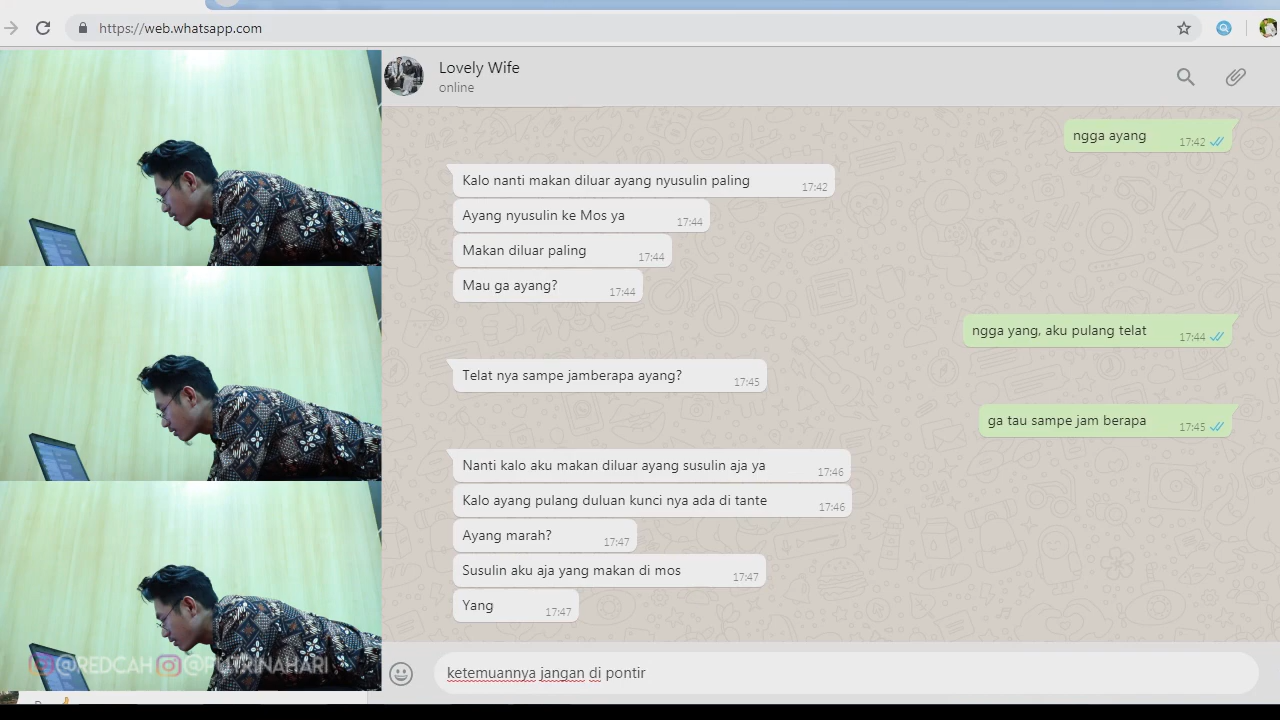 https://web.whatsapp.com
Lovely Wife
online
ngga ayang 17:42
Kalo nanti makan diluar ayang nyusulin paling 17:42
Ayang nyusulin ke Mos ya 17:44
Makan diluar paling 17:44
Mau ga ayang? 17:44
ngga yang, aku pulang telat 17:44
Telat nya sampe jamberapa ayang? 17:45
ga tau sampe jam berapa 17:45
Nanti kalo aku makan diluar ayang susulin aja ya 17:46
Kalo ayang pulang duluan kunci nya ada di tante 17:46
Ayang marah? 17:47
Susulin aku aja yang makan di mos 17:47
Yang 17:47
ketemuannya jangan di pontir
@REDCAH @PUTRINAHARI